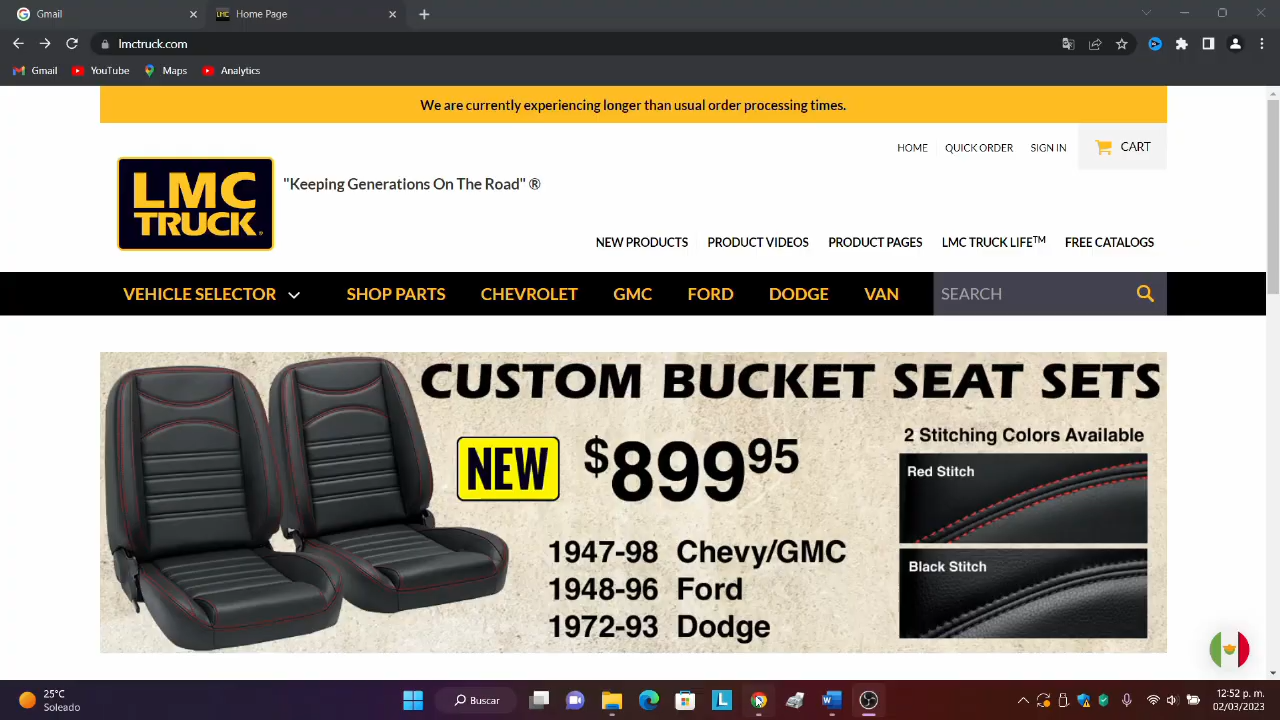 Gmail
Home Page
lmctruck.com
Gmail YouTube Maps Analytics
We are currently experiencing longer than usual order processing times.
HOME QUICK ORDER SIGN IN CART
LMC TRUCK®
"Keeping Generations On The Road" ®
NEW PRODUCTS PRODUCT VIDEOS PRODUCT PAGES LMC TRUCK LIFE™ FREE CATALOGS
VEHICLE SELECTOR SHOP PARTS CHEVROLET GMC FORD DODGE VAN SEARCH
CUSTOM BUCKET SEAT SETS
NEW $899⁹⁵
2 Stitching Colors Available
Red Stitch
1947-98 Chevy/GMC
Black Stitch
1948-96 Ford
1972-93 Dodge
25°C
Soleado
Buscar
12:52 p. m.
02/03/2023